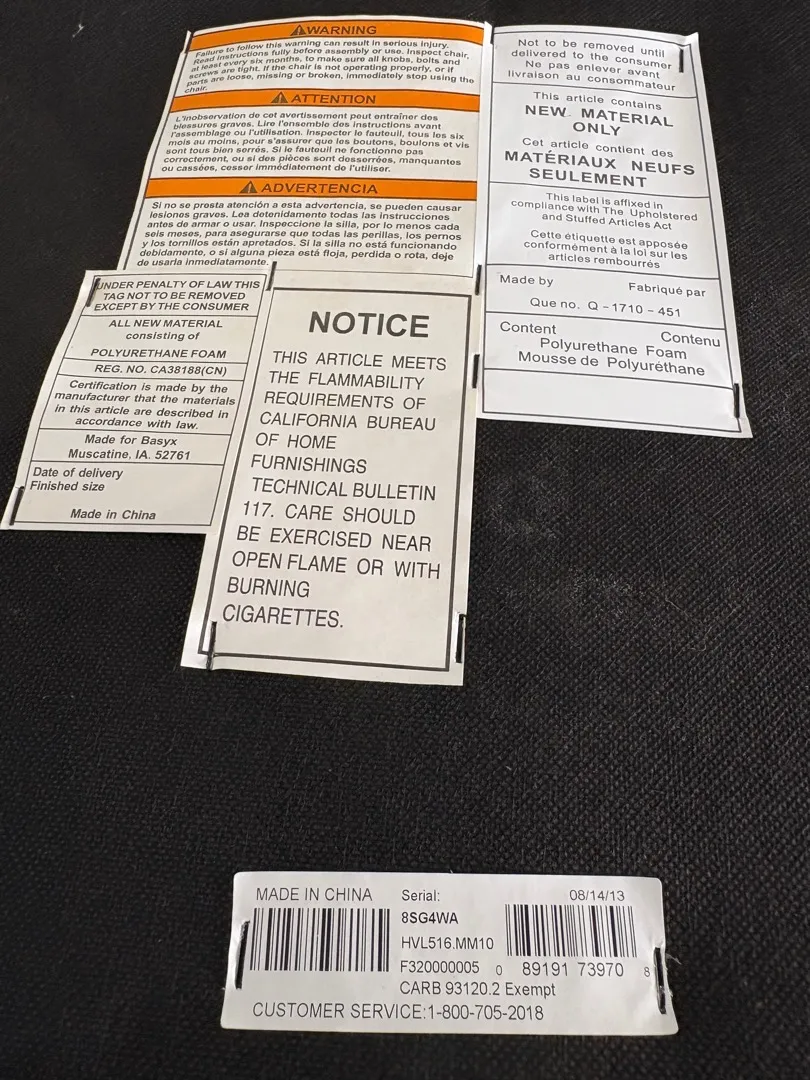 WARNING
Failure to follow this warning can result in serious injury.
Read instructions fully before assembly or use. Inspect chair,
at least every six months, to make sure all knobs, bolts and
screws are tight. If the chair is not operating properly, or if
parts are loose, missing or broken, immediately stop using the
chair.
ATTENTION
L'inobservation de cet avertissement peut entraîner des
blessures graves. Lire l'ensemble des instructions avant
l'assemblage ou l'utilisation. Inspecter le fauteuil, tous les six
mois au moins, pour s'assurer que les boutons, boulons et vis
sont tous bien serrés. Si le fauteuil ne fonctionne pas
correctement, ou si des pièces sont desserrées, manquantes
ou cassées, cesser immédiatement de l'utiliser.
ADVERTENCIA
Si no se presta atención a esta advertencia, se pueden causar
lesiones graves. Lea detenidamente todas las instrucciones
antes de armar o usar. Inspeccione la silla, por lo menos cada
seis meses, para asegurarse que todas las perillas, los pernos
y los tornillos están apretados. Si la silla no está funcionando
debidamente, o si alguna pieza está floja, perdida o rota, deje
de usarla inmediatamente.
Not to be removed until
delivered to the consumer
Ne pas enlever avant
livraison au consommateur
This article contains
NEW MATERIAL
ONLY
Cet article contient des
MATÉRIAUX NEUFS
SEULEMENT
This label is affixed in
compliance with The Upholstered
and Stuffed Articles Act
Cette étiquette est apposée
conformément à la loi sur les
articles rembourrés
Made by Fabriqué par
Que no. Q-1710-451
Content Contenu
Polyurethane Foam
Mousse de Polyuréthane
UNDER PENALTY OF LAW THIS
TAG NOT TO BE REMOVED
EXCEPT BY THE CONSUMER
ALL NEW MATERIAL
consisting of
POLYURETHANE FOAM
REG. NO. CA38188(CN)
Certification is made by the
manufacturer that the materials
in this article are described in
accordance with law.
Made for Basyx
Muscatine, IA. 52761
Date of delivery
Finished size
Made in China
NOTICE
THIS ARTICLE MEETS
THE FLAMMABILITY
REQUIREMENTS OF
CALIFORNIA BUREAU
OF HOME
FURNISHINGS
TECHNICAL BULLETIN
117. CARE SHOULD
BE EXERCISED NEAR
OPEN FLAME OR WITH
BURNING
CIGARETTES.
MADE IN CHINA Serial: 08/14/13
8SG4WA
HVL516.MM10
F320000005 0 89191 73970 8
CARB 93120.2 Exempt
CUSTOMER SERVICE:1-800-705-2018